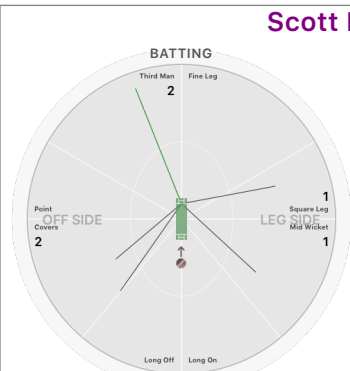 Scott
BATTING
Third Man Fine Leg
2
1
Point Square Leg
OFF SIDE LEG SIDE
Covers Mid Wicket
2 1
Long Off Long On